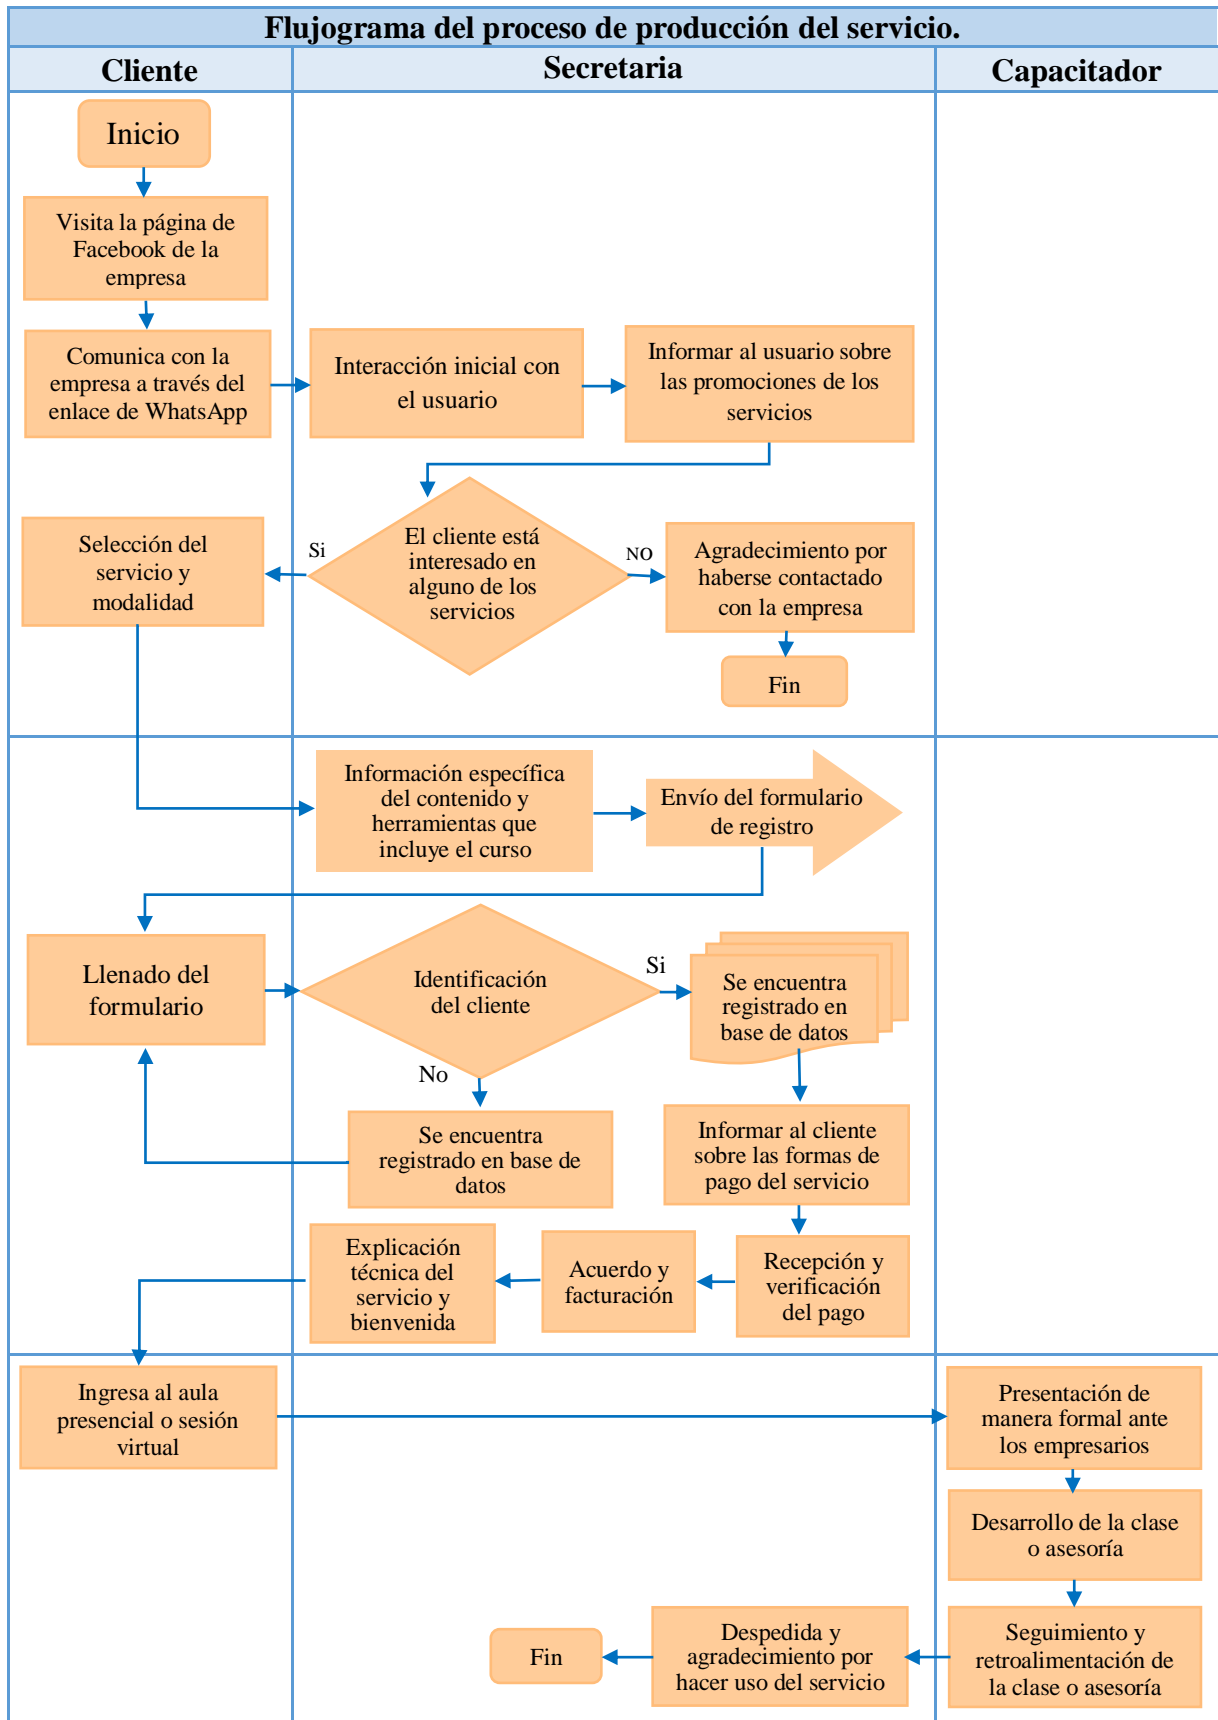 Flujograma del proceso de producción del servicio.
Cliente
Secretaria
Capacitador
Inicio
Visita la página de
Facebook de la
empresa
Comunica con la
empresa a través del
enlace de WhatsApp
Interacción inicial con
el usuario
Informar al usuario sobre
las promociones de los
servicios
El cliente está
interesado en
alguno de los
servicios
Si
NO
Selección del
servicio y
modalidad
Agradecimiento por
haberse contactado
con la empresa
Fin
Información específica
del contenido y
herramientas que
incluye el curso
Envío del formulario
de registro
Llenado del
formulario
Identificación
del cliente
Si
Se encuentra
registrado en
base de datos
No
Se encuentra
registrado en base de
datos
Informar al cliente
sobre las formas de
pago del servicio
Recepción y
verificación
del pago
Acuerdo y
facturación
Explicación
técnica del
servicio y
bienvenida
Ingresa al aula
presencial o sesión
virtual
Presentación de
manera formal ante
los empresarios
Desarrollo de la clase
o asesoría
Seguimiento y
retroalimentación de
la clase o asesoría
Despedida y
agradecimiento por
hacer uso del servicio
Fin